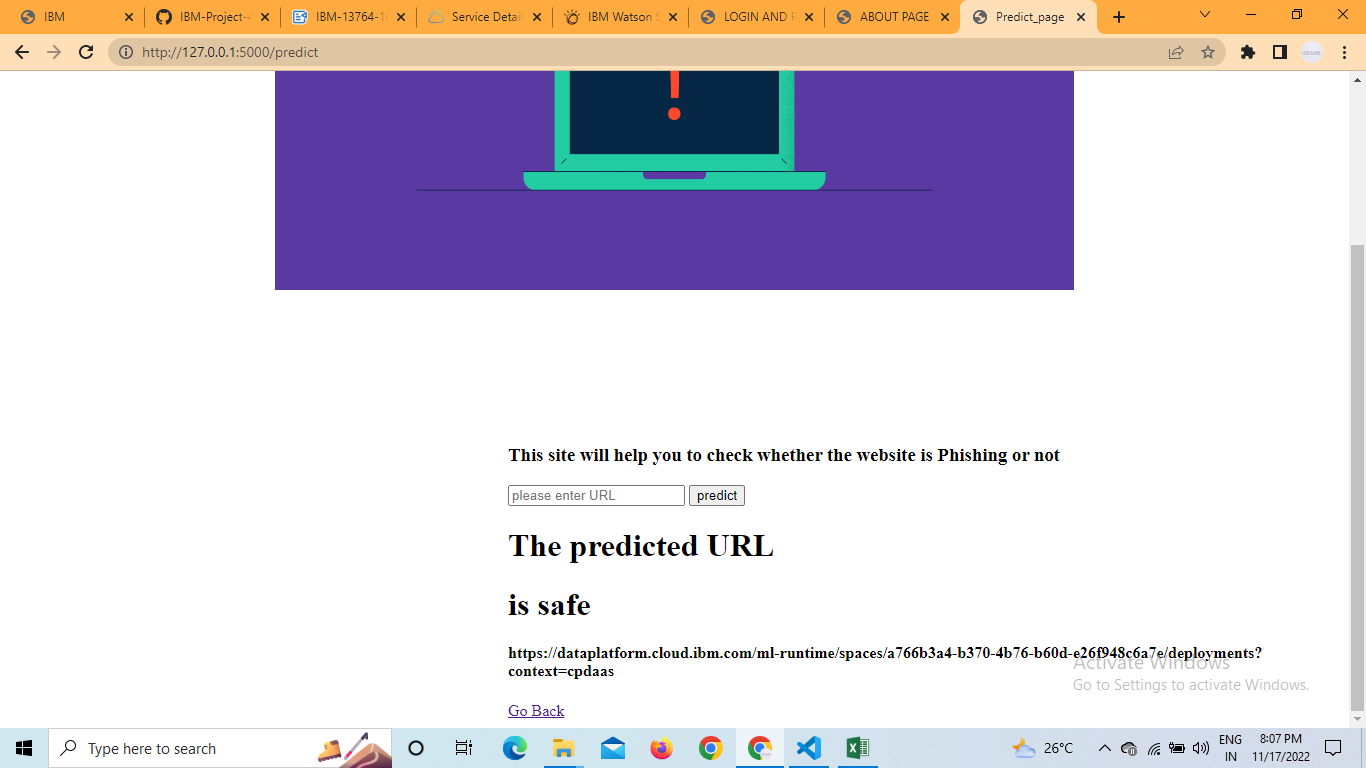 IBM
IBM-Project-4
IBM-13764-1
Service Detail
IBM Watson S
LOGIN AND F
ABOUT PAGE
Predict_page
http://127.0.0.1:5000/predict
!
This site will help you to check whether the website is Phishing or not
please enter URL
predict
The predicted URL
is safe
https://dataplatform.cloud.ibm.com/ml-runtime/spaces/a766b3a4-b370-4b76-b60d-e26f948c6a7e/deployments?
context=cpdaas
Activate Windows
Go to Settings to activate Windows.
Go Back
Type here to search
26°C
ENG
IN
8:07 PM
11/17/2022